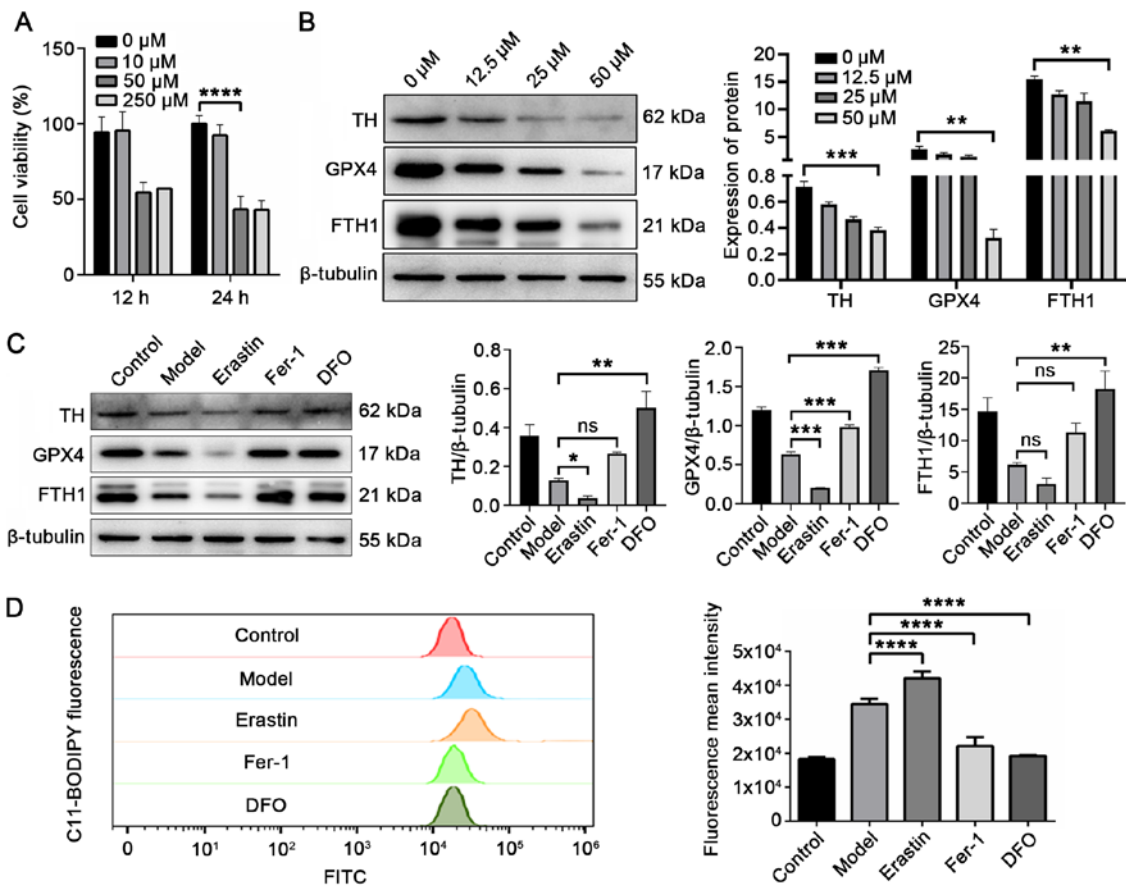 A
0 µM
10 µM
50 µM
250 µM
****
Cell viability (%)
150
100
50
0
12 h
24 h
B
0 µM
12.5 µM
25 µM
50 µM
TH
62 kDa
GPX4
17 kDa
FTH1
21 kDa
β-tubulin
55 kDa
Expression of protein
20
15
10
5
0.8
0.6
0.4
0.2
0.0
0 µM
12.5 µM
25 µM
50 µM
***
**
**
TH
GPX4
FTH1
C
Control
Model
Erastin
Fer-1
DFO
TH
62 kDa
GPX4
17 kDa
FTH1
21 kDa
β-tubulin
55 kDa
TH/β-tubulin
0.6
0.4
0.2
0.0
**
ns
*
Control
Model
Erastin
Fer-1
DFO
GPX4/β-tubulin
2.0
1.5
1.0
0.5
0.0
***
***
***
Control
Model
Erastin
Fer-1
DFO
FTH1/β-tubulin
25
20
15
10
5
0
**
ns
ns
Control
Model
Erastin
Fer-1
DFO
D
C11-BODIPY fluorescence
Control
Model
Erastin
Fer-1
DFO
0
10¹
10²
10³
10⁴
10⁵
10⁶
FITC
Fluorescence mean intensity
5x10⁴
4x10⁴
3x10⁴
2x10⁴
1x10⁴
0
****
****
****
Control
Model
Erastin
Fer-1
DFO